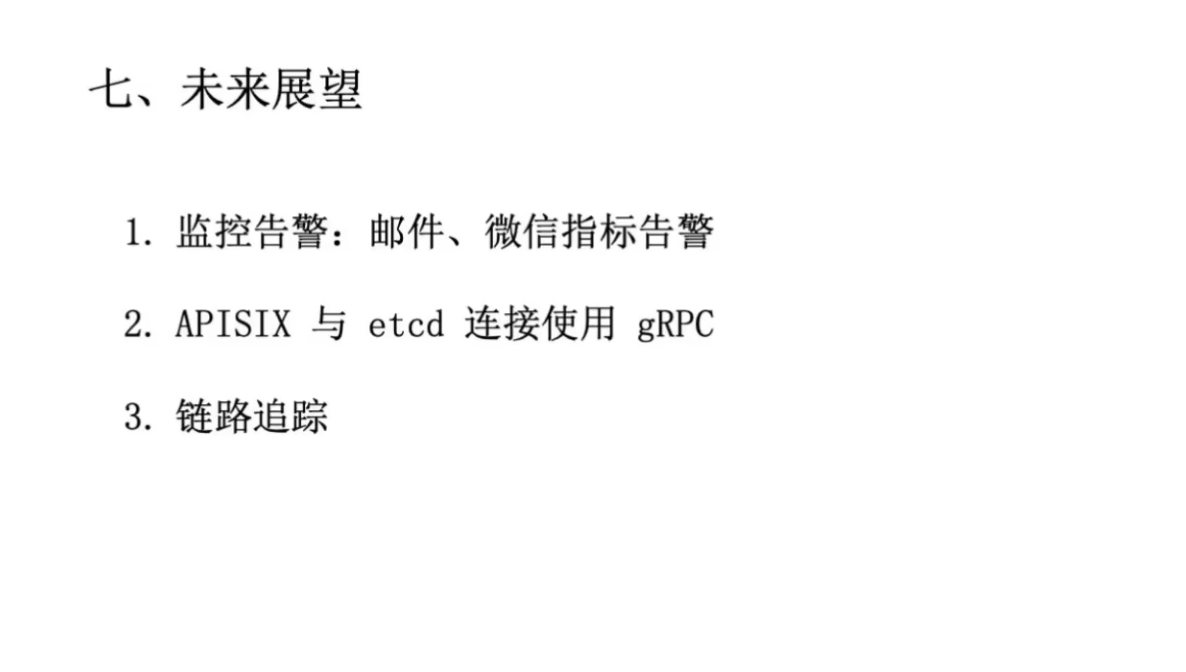 七、未来展望
1. 监控告警：邮件、微信指标告警
2. APISIX 与 etcd 连接使用 gRPC
3. 链路追踪